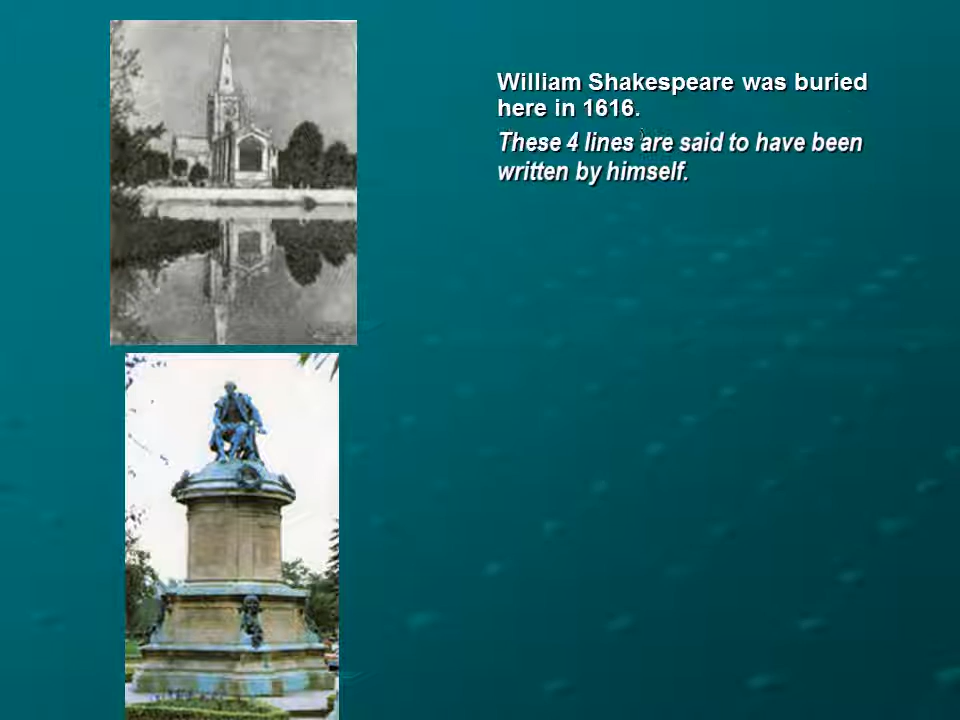 William Shakespeare was buried
here in 1616.
These 4 lines are said to have been
written by himself.